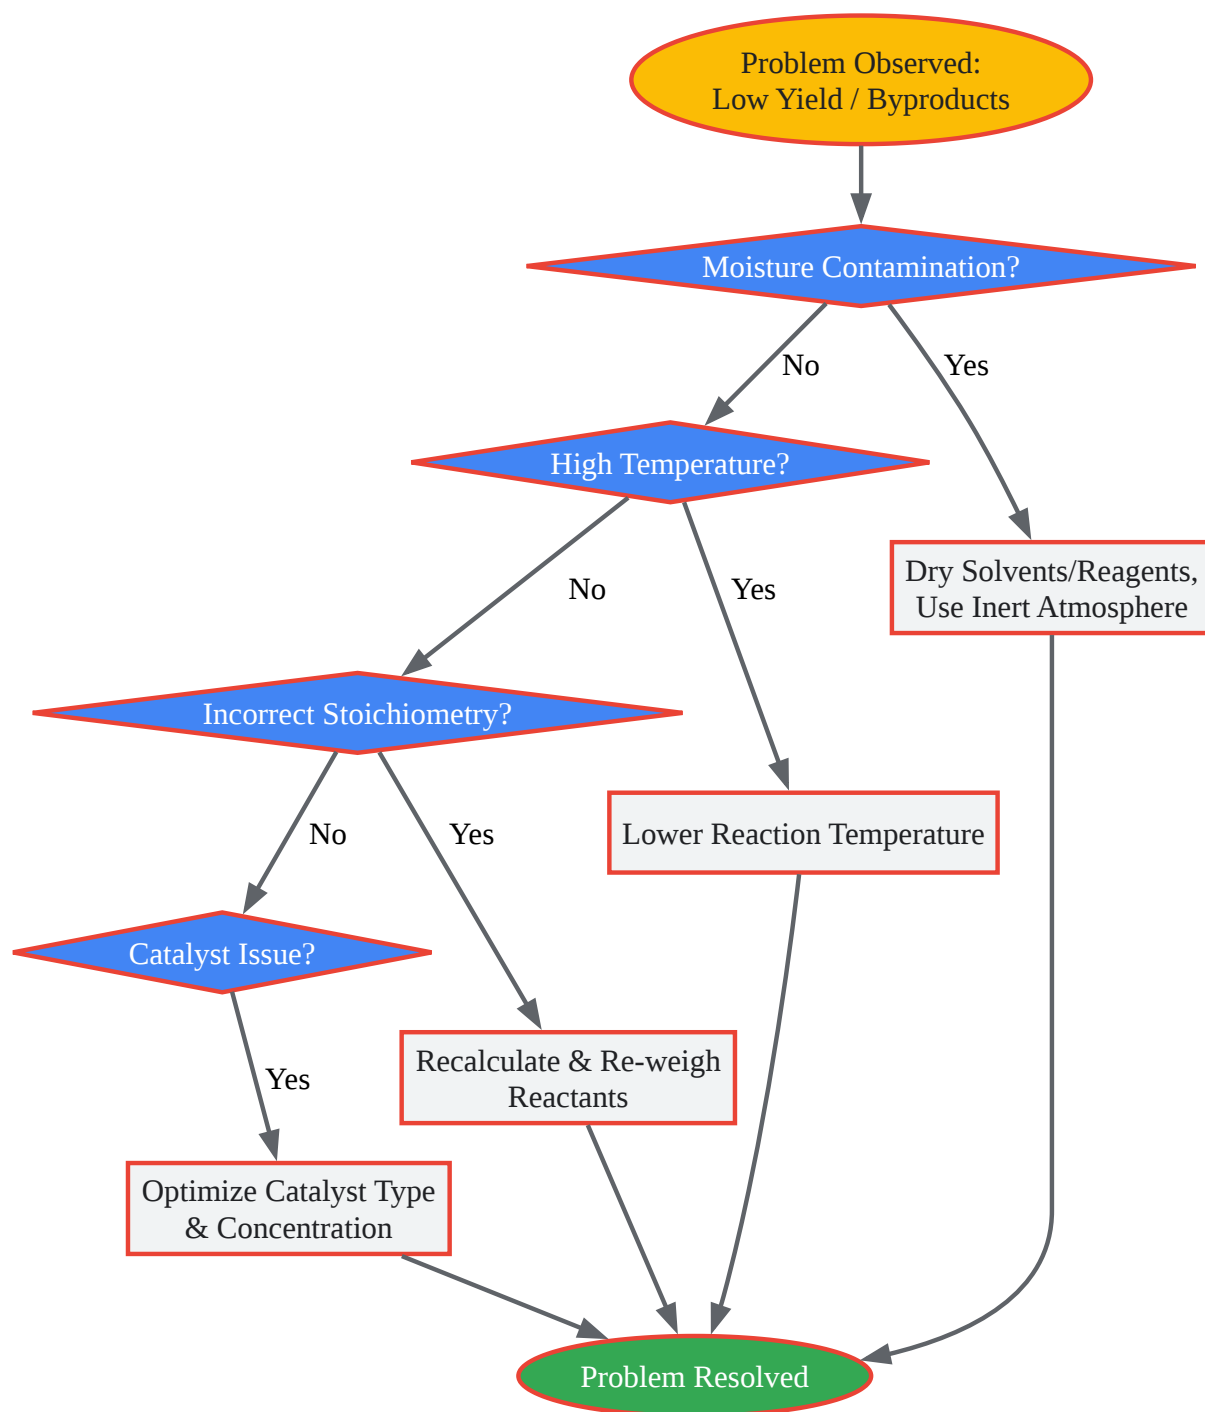 Problem Observed:
Low Yield / Byproducts
Moisture Contamination?
No
Yes
High Temperature?
Dry Solvents/Reagents,
Use Inert Atmosphere
No
Yes
Incorrect Stoichiometry?
No
Yes
Lower Reaction Temperature
Catalyst Issue?
Yes
Recalculate & Re-weigh
Reactants
Optimize Catalyst Type
& Concentration
Problem Resolved